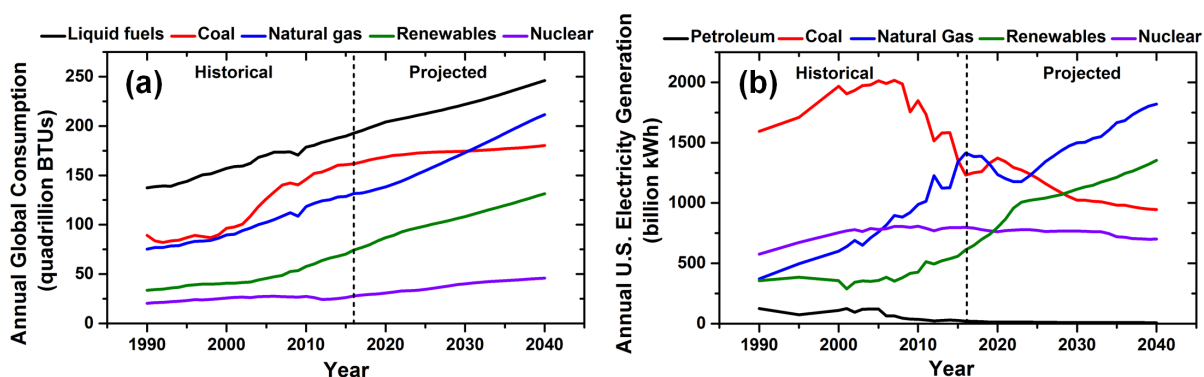 Liquid fuels Coal Natural gas Renewables Nuclear
(a)
Historical Projected
Annual Global Consumption
(quadrillion BTUs)
250
200
150
100
50
0
1990 2000 2010 2020 2030 2040
Year
Petroleum Coal Natural Gas Renewables Nuclear
(b)
Historical Projected
Annual U.S. Electricity Generation
(billion kWh)
2000
1500
1000
500
0
1990 2000 2010 2020 2030 2040
Year